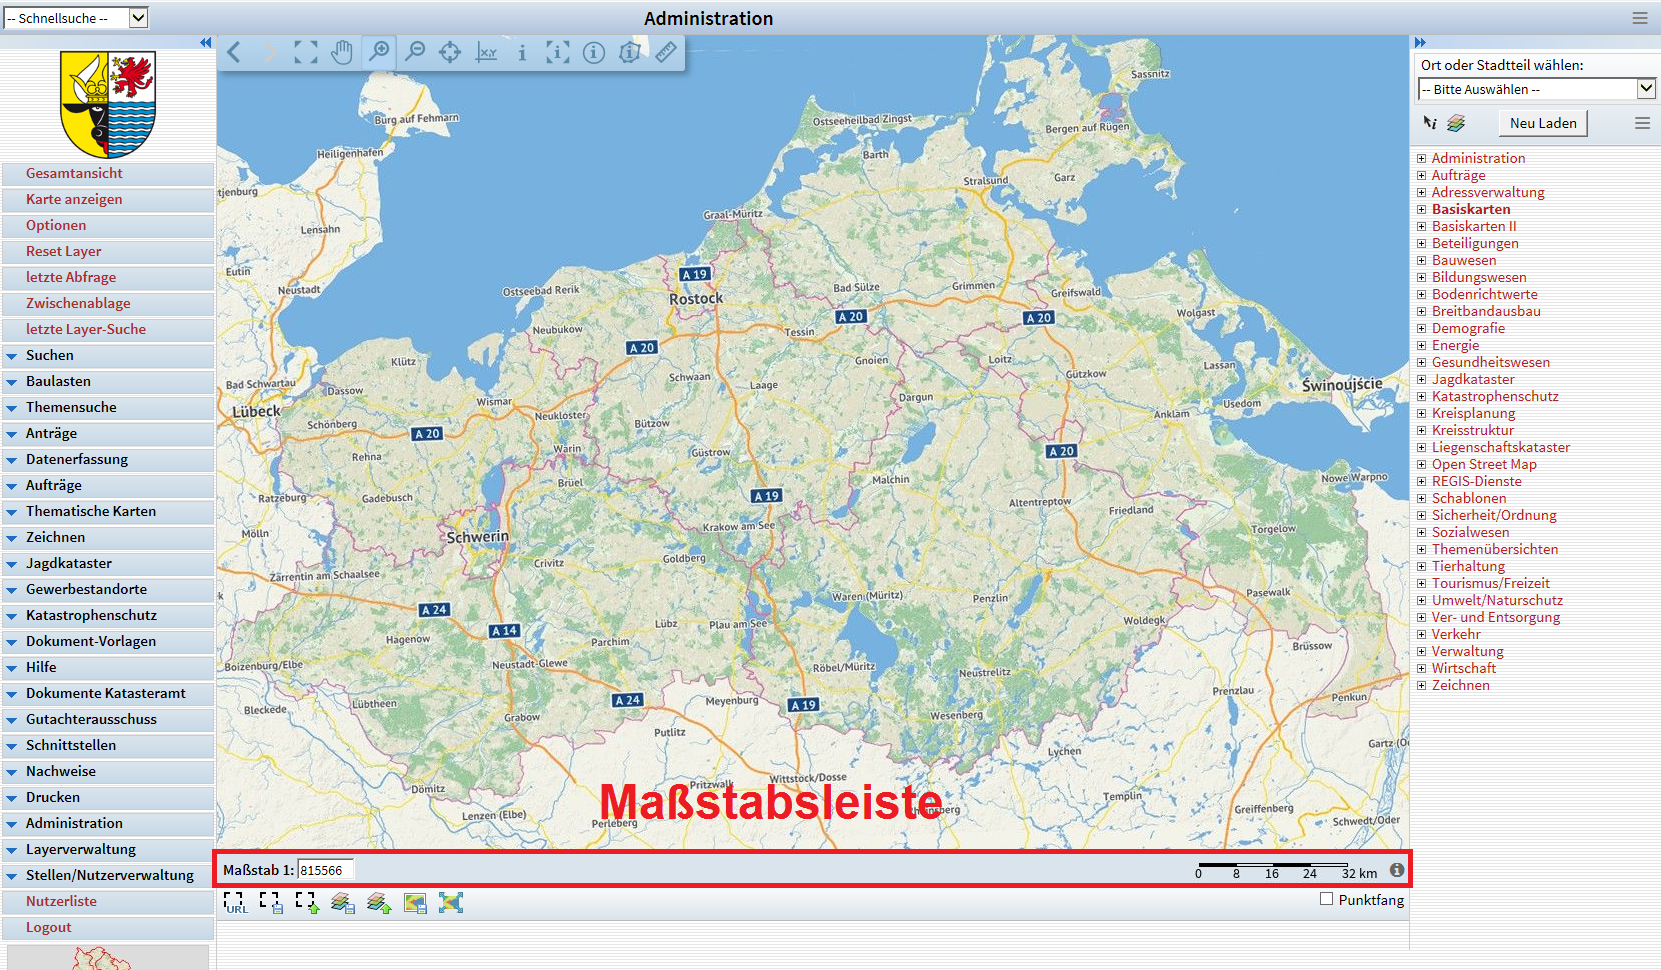 -- Schnellsuche --
Administration
Gesamtansicht
Karte anzeigen
Optionen
Reset Layer
letzte Abfrage
Zwischenablage
letzte Layer-Suche
Suchen
Baulasten
Themensuche
Anträge
Datenerfassung
Aufträge
Thematische Karten
Zeichnen
Jagdkataster
Gewerbestandorte
Katastrophenschutz
Dokument-Vorlagen
Hilfe
Dokumente Katasteramt
Gutachterausschuss
Schnittstellen
Nachweise
Drucken
Administration
Layerverwaltung
Stellen/Nutzerverwaltung
Nutzerliste
Logout
X,Y
Sassnitz
Burg auf Fehmarn
Ostseeheilbad Zingst
Bergen auf Rügen
Heiligenhafen
Barth
Garz
Stralsund
tjenburg
Graal-Müritz
Lensahn
Eutin
A 19
Neustadt
Ostseebad Rerik
Rostock
Bad Sülze
Grimmen
Greifswald
Wolgast
A 20
A 20
Neubukow
Tessin
A 20
Klütz
Gnoien
Loitz
Lassan
Gützkow
Bad Schwartau
Dassow
Schwaan
Laage
Świnoujście
Lübeck
Wismar
Dargun
Usedom
Neukloster
Anklam
Schönberg
Bützow
A 20
Warin
Güstrow
A 20
Rehna
Brüel
Malchin
Nowe Warpno
Ratzeburg
Gadebusch
A 19
Altentreptow
Friedland
Mölln
Krakow am See
Torgelow
Schwerin
Goldberg
Crivitz
Zarrentin am Schaalsee
Waren (Müritz)
Penzlin
Pasewalk
A 24
Lübz
Plau am See
Woldegk
A 14
Hagenow
Parchim
Brüssow
Boizenburg/Elbe
Neustadt-Glewe
Röbel/Müritz
Neustrelitz
Lübtheen
A 24
Meyenburg
A 19
Prenzlau
Penkun
Bleckede
Grabow
Wesenberg
Putlitz
Lychen
Gartz (O
Wittstock/Dosse
Pritzwalk
Dömitz
Templin
Greiffenberg
Lenzen (Elbe)
Perleberg
Schwedt/Oder
Maßstabsleiste
Maßstab 1: 815566
0 8 16 24 32 km
URL
Puntkfang
Ort oder Stadtteil wählen:
-- Bitte Auswählen --
Neu Laden
Administration
Aufträge
Adressverwaltung
Basiskarten
Basiskarten II
Beteiligungen
Bauwesen
Bildungswesen
Bodenrichtwerte
Breitbandausbau
Demografie
Energie
Gesundheitswesen
Jagdkataster
Katastrophenschutz
Kreisplanung
Kreisstruktur
Liegenschaftskataster
Open Street Map
REGIS-Dienste
Schablonen
Sicherheit/Ordnung
Sozialwesen
Themenübersichten
Tierhaltung
Tourismus/Freizeit
Umwelt/Naturschutz
Ver- und Entsorgung
Verkehr
Verwaltung
Wirtschaft
Zeichnen